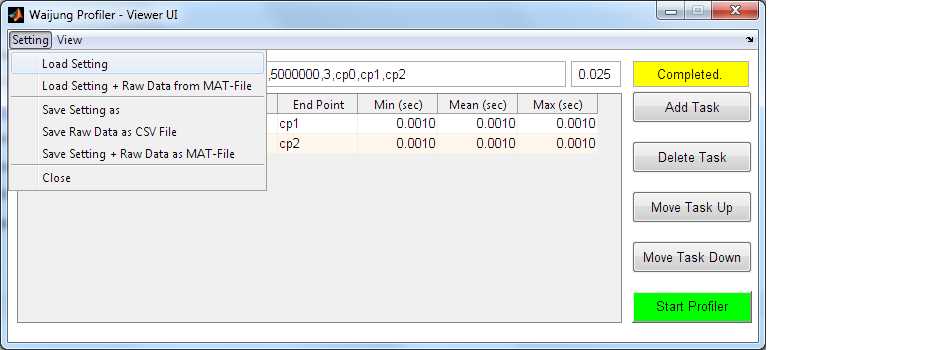 Waijung Profiler - Viewer UI
Setting View
Load Setting
Load Setting + Raw Data from MAT-File
Save Setting as
Save Raw Data as CSV File
Save Setting + Raw Data as MAT-File
Close
,5000000,3,cp0,cp1,cp2
0.025
End Point Min (sec) Mean (sec) Max (sec)
cp1 0.0010 0.0010 0.0010
cp2 0.0010 0.0010 0.0010
Completed.
Add Task
Delete Task
Move Task Up
Move Task Down
Start Profiler